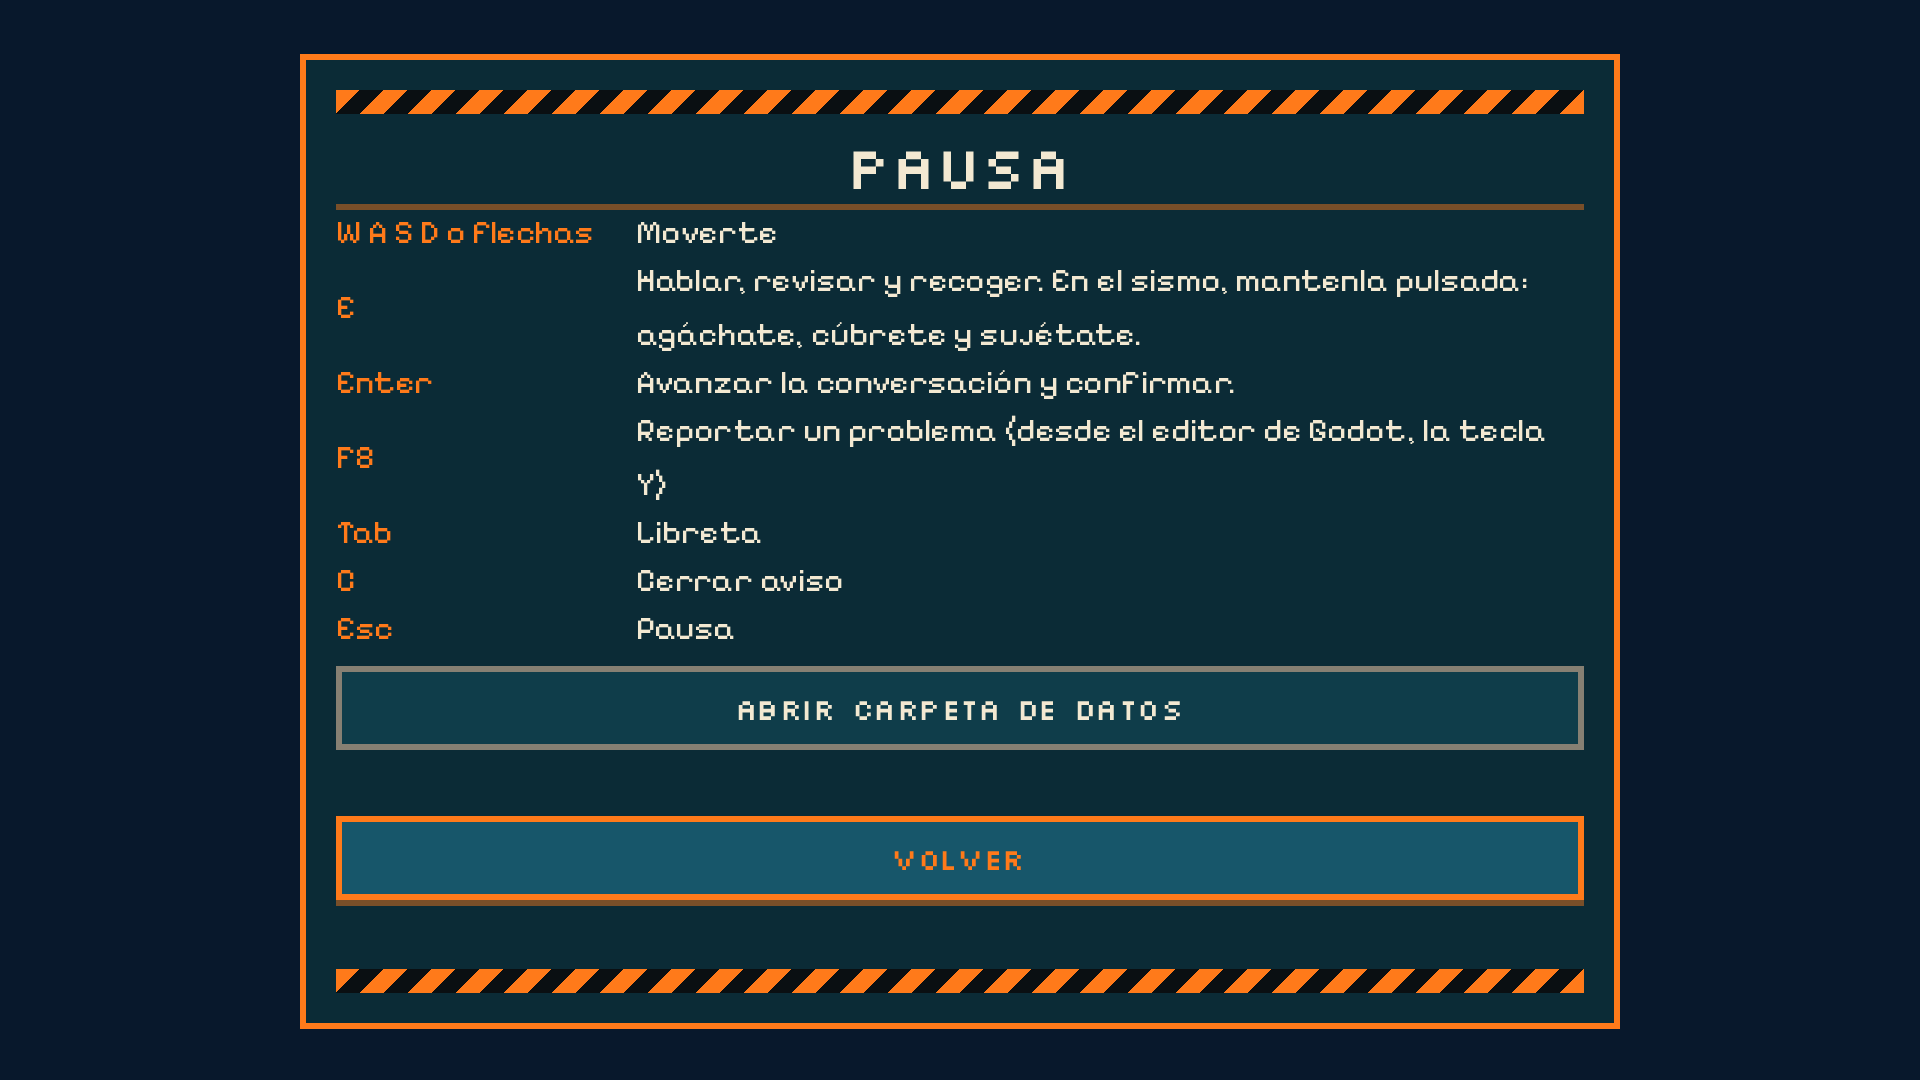 PAUSA
W A S D o flechas Moverte
E Hablar, revisar y recoger. En el sismo, mantenla pulsada:
agáchate, cúbrete y sujétate.
Enter Avanzar la conversación y confirmar.
F8 Reportar un problema (desde el editor de Godot, la tecla
Y)
Tab Libreta
C Cerrar aviso
Esc Pausa
ABRIR CARPETA DE DATOS
VOLVER